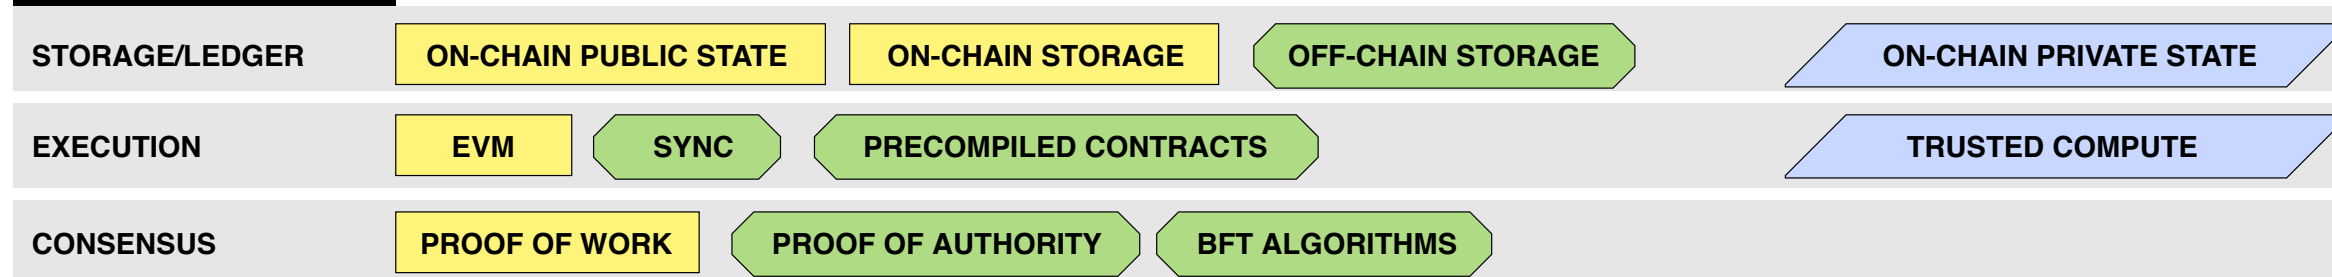 STORAGE/LEDGER ON-CHAIN PUBLIC STATE ON-CHAIN STORAGE OFF-CHAIN STORAGE ON-CHAIN PRIVATE STATE
EXECUTION EVM SYNC PRECOMPILED CONTRACTS TRUSTED COMPUTE
CONSENSUS PROOF OF WORK PROOF OF AUTHORITY BFT ALGORITHMS